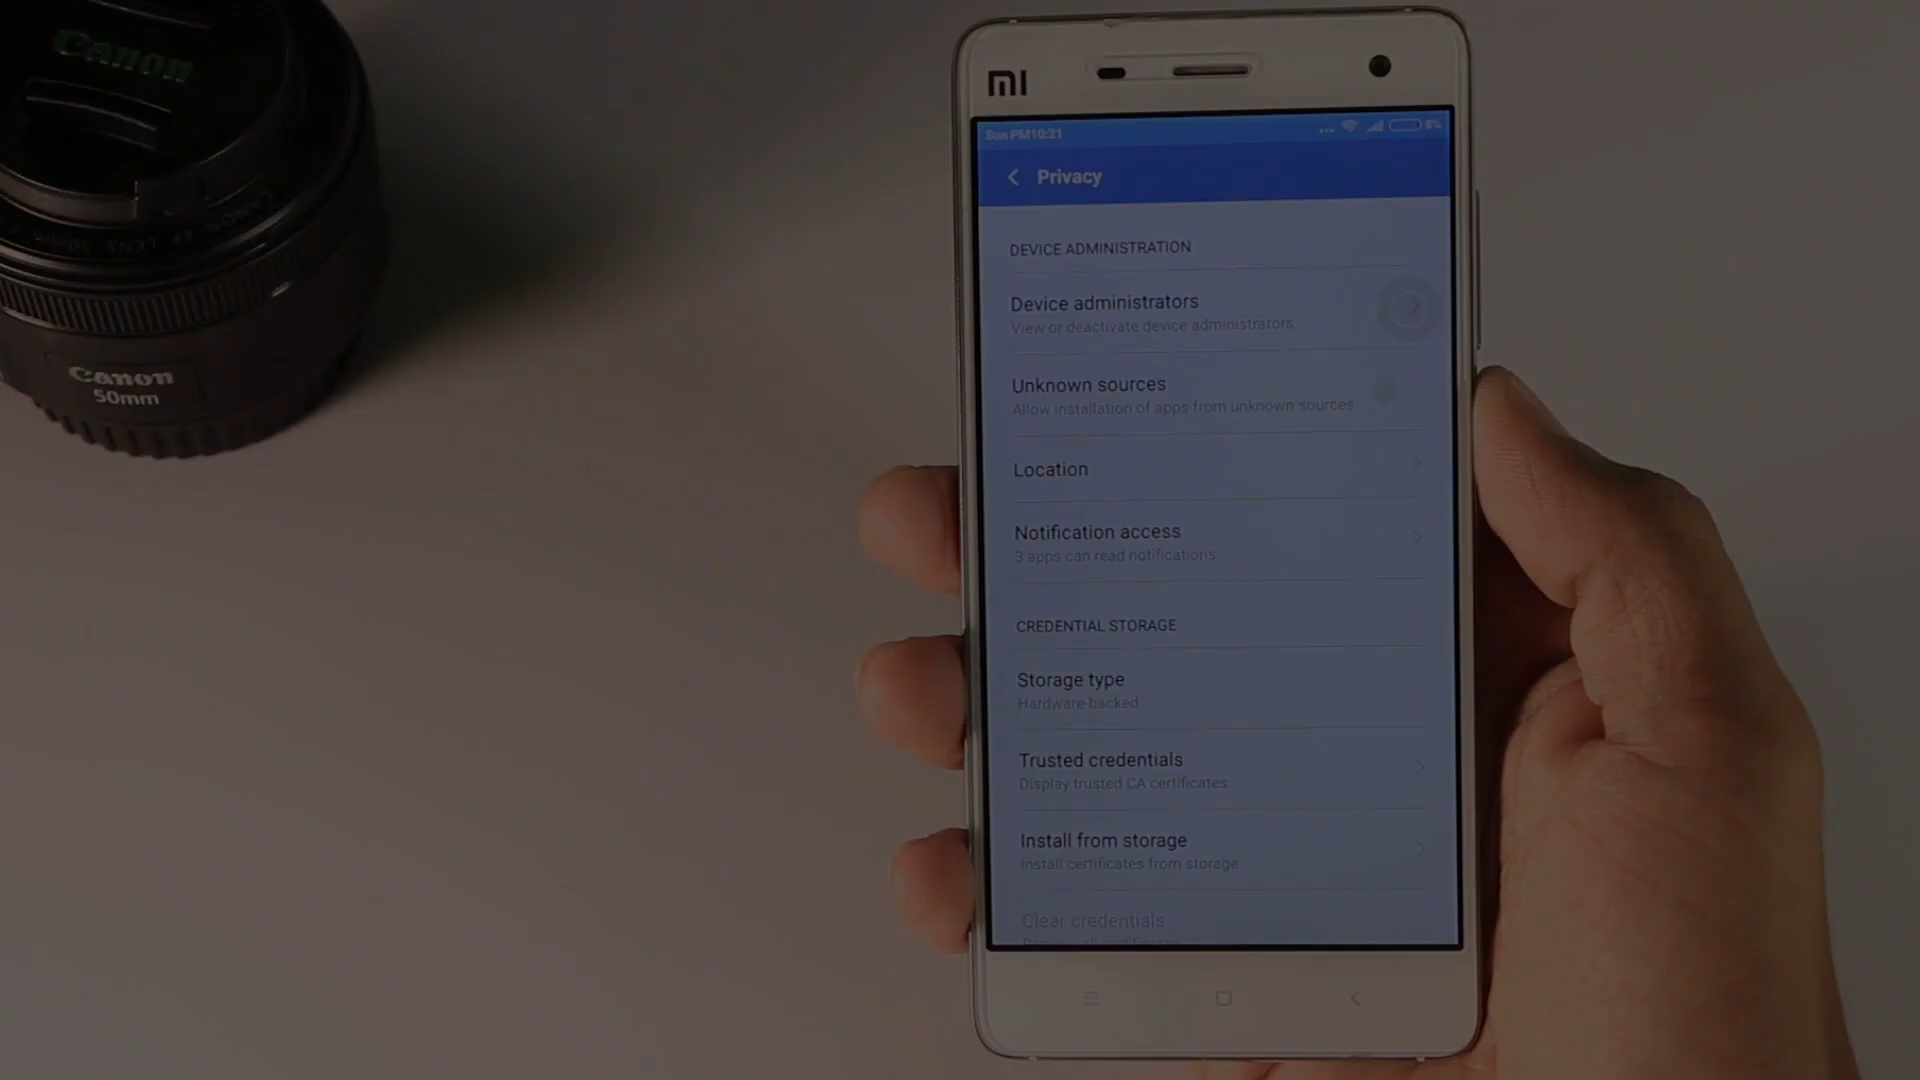 Canon
Canon
50mm
MI
Sun PM10:21
Privacy
DEVICE ADMINISTRATION
Device administrators
View or deactivate device administrators
Unknown sources
Allow installation of apps from unknown sources
Location
Notification access
3 apps can read notifications
CREDENTIAL STORAGE
Storage type
Hardware-backed
Trusted credentials
Display trusted CA certificates
Install from storage
Install certificates from storage
Clear credentials